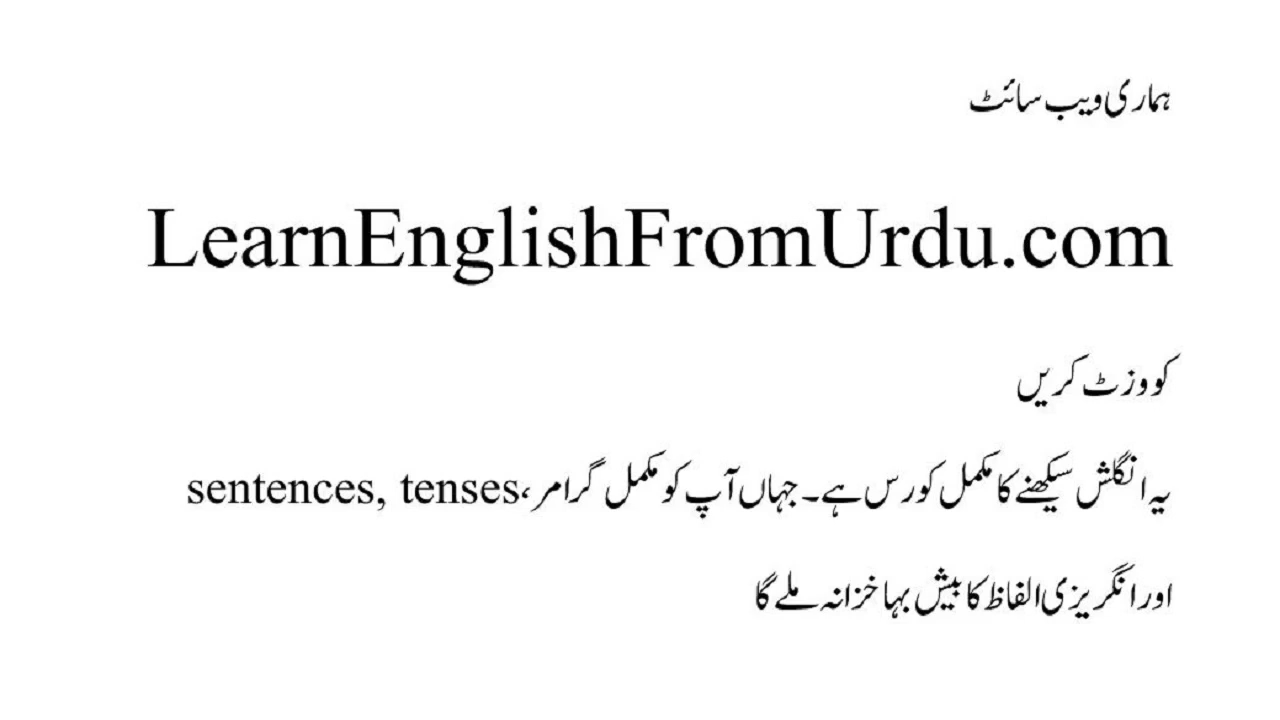 ہماری ویب سائٹ
LearnEnglishFromUrdu.com
کو وزٹ کریں
یہ انگلش سیکھنے کا مکمل کورس ہے۔ جہاں آپ کو مکمل گرامر، sentences, tenses
اور انگریزی الفاظ کا بیش بہا خزانہ ملے گا